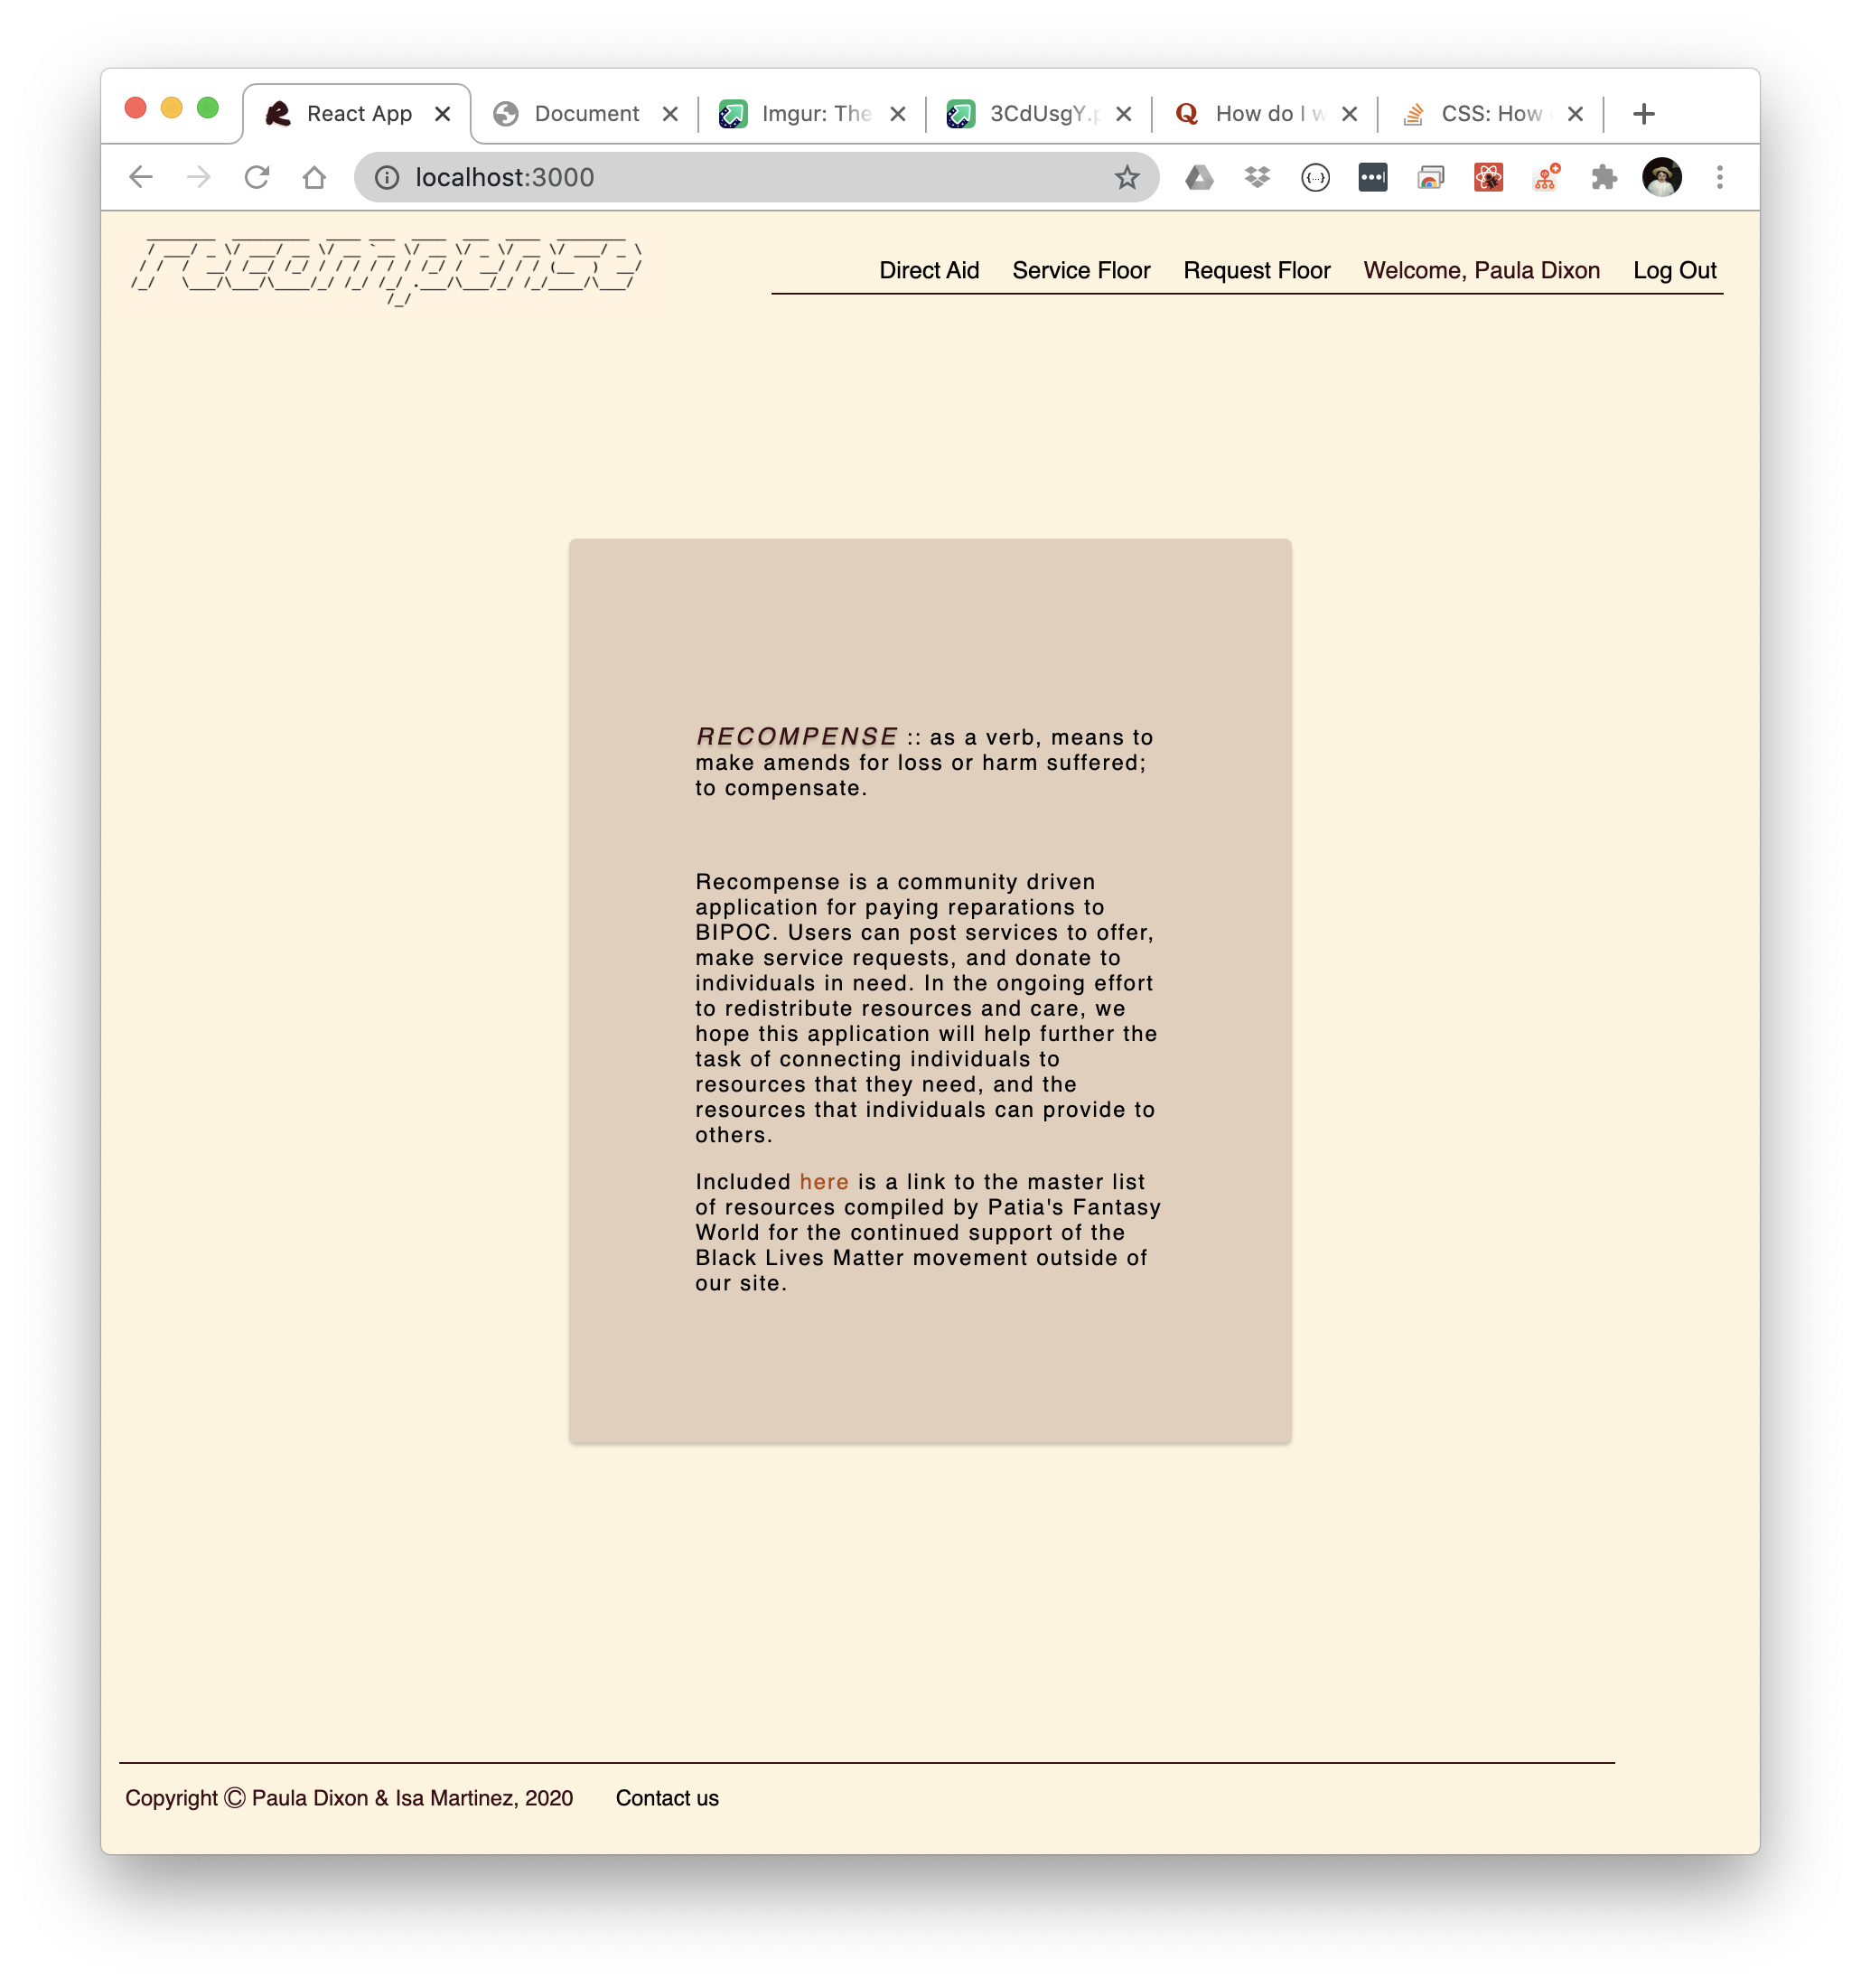 React App
Document
Imgur: The
3CdUsgY.p
How do I w
CSS: How
localhost:3000
recompense
Direct Aid Service Floor Request Floor Welcome, Paula Dixon Log Out
RECOMPENSE :: as a verb, means to
make amends for loss or harm suffered;
to compensate.
Recompense is a community driven
application for paying reparations to
BIPOC. Users can post services to offer,
make service requests, and donate to
individuals in need. In the ongoing effort
to redistribute resources and care, we
hope this application will help further the
task of connecting individuals to
resources that they need, and the
resources that individuals can provide to
others.
Included here is a link to the master list
of resources compiled by Patia's Fantasy
World for the continued support of the
Black Lives Matter movement outside of
our site.
Copyright Ⓒ Paula Dixon & Isa Martinez, 2020 Contact us